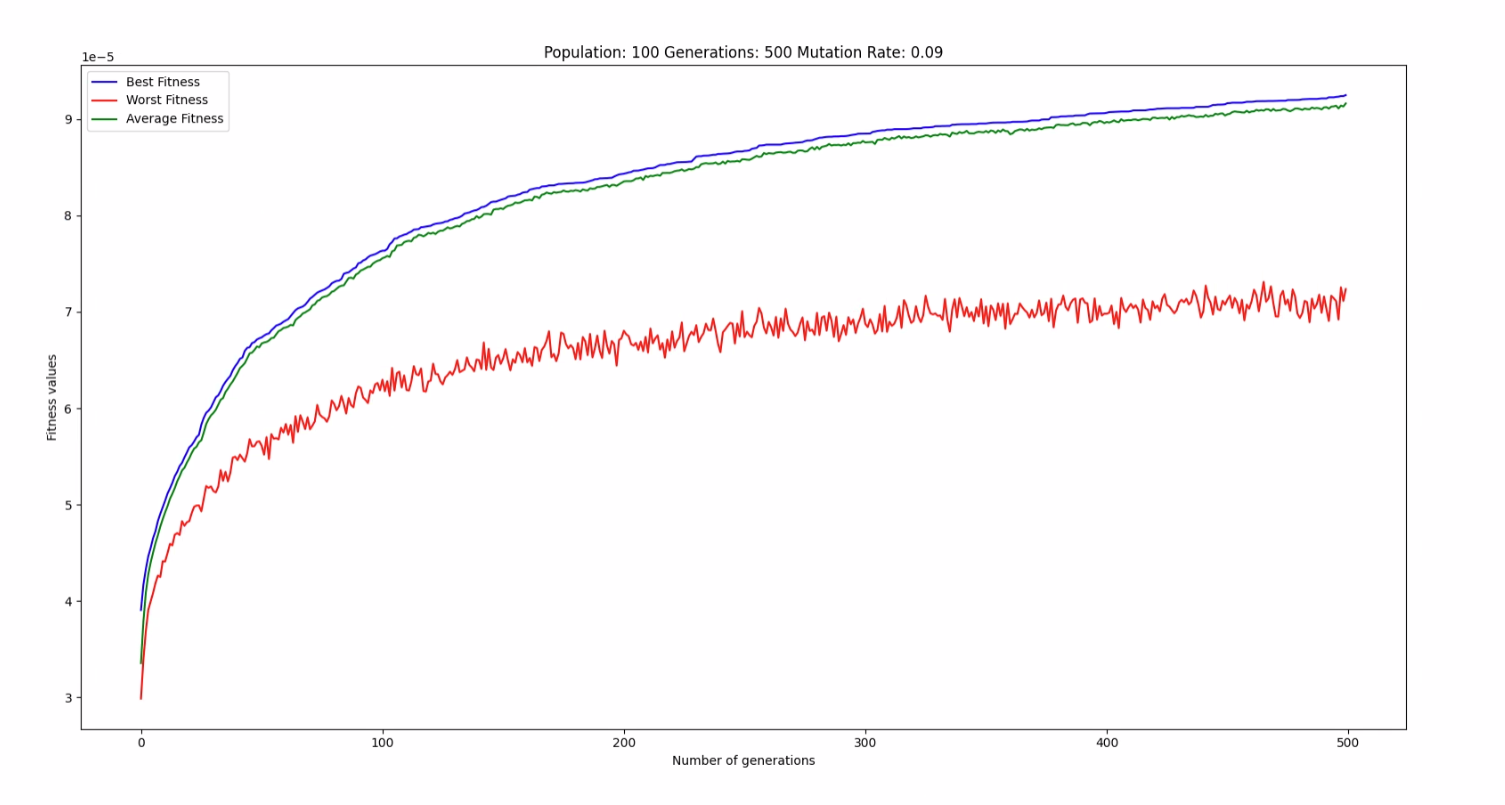 Population: 100 Generations: 500 Mutation Rate: 0.09
1e−5
Best Fitness
Worst Fitness
Average Fitness
9
8
7
6
5
4
3
Fitness values
0 100 200 300 400 500
Number of generations